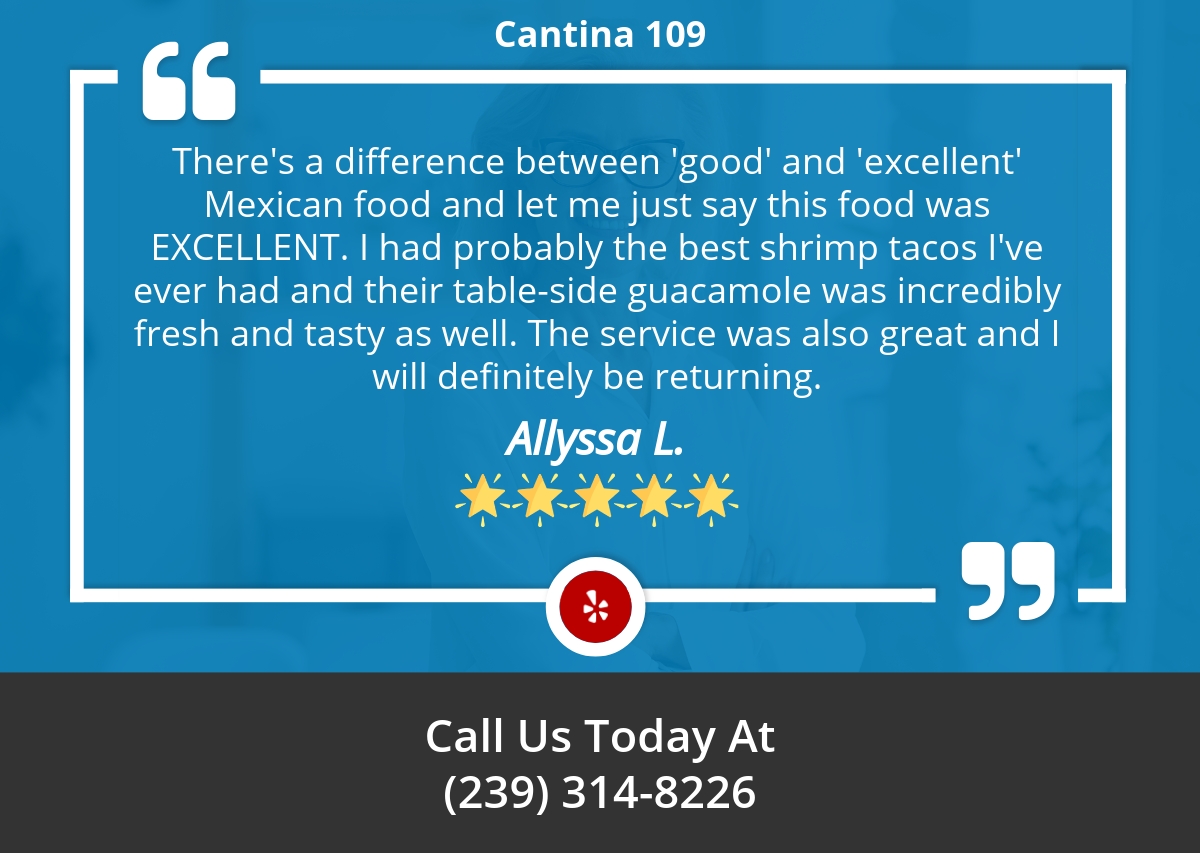 Cantina 109
There's a difference between 'good' and 'excellent'
Mexican food and let me just say this food was
EXCELLENT. I had probably the best shrimp tacos I've
ever had and their table-side guacamole was incredibly
fresh and tasty as well. The service was also great and I
will definitely be returning.
Allyssa L.
Call Us Today At
(239) 314-8226